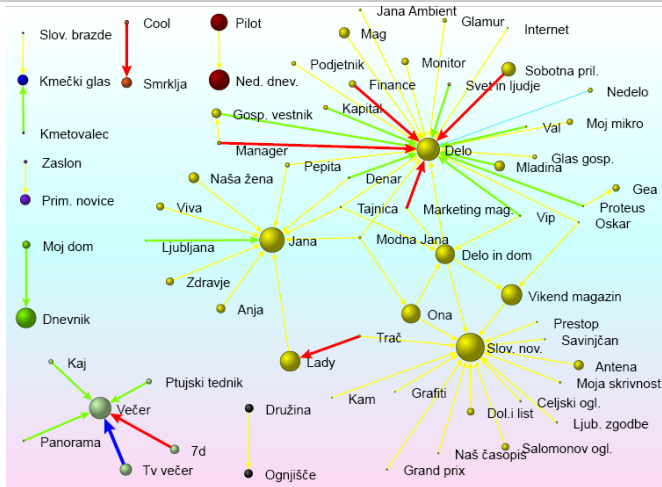 Jana Ambient
Cool
Pilot
Glamur
Slov. brazde
Mag
Internet
Podjetnik
Monitor
Kmečki glas
Smrklja
Ned. dnev.
Finance
Svet in ljudje
Sobotna pril.
Nedelo
Gosp. vestnik
Kapital
Val
Moj mikro
Kmetovalec
Manager
Delo
Glas gosp.
Zaslon
Pepita
Mladina
Naša žena
Denar
Gea
Prim. novice
Viva
Tajnica
Marketing mag.
Vip
Proteus
Oskar
Moj dom
Ljubljana
Jana
Modna Jana
Delo in dom
Zdravje
Vikend magazin
Dnevnik
Anja
Ona
Prestop
Trač
Savinjčan
Slov. nov.
Kaj
Lady
Antena
Ptujski tednik
Moja skrivnost
Kam
Grafiti
Celjski ogl.
Večer
Družina
Dol.i list
Ljub. zgodbe
Panorama
7d
Naš časopis
Salomonov ogl.
Tv večer
Ognjišče
Grand prix